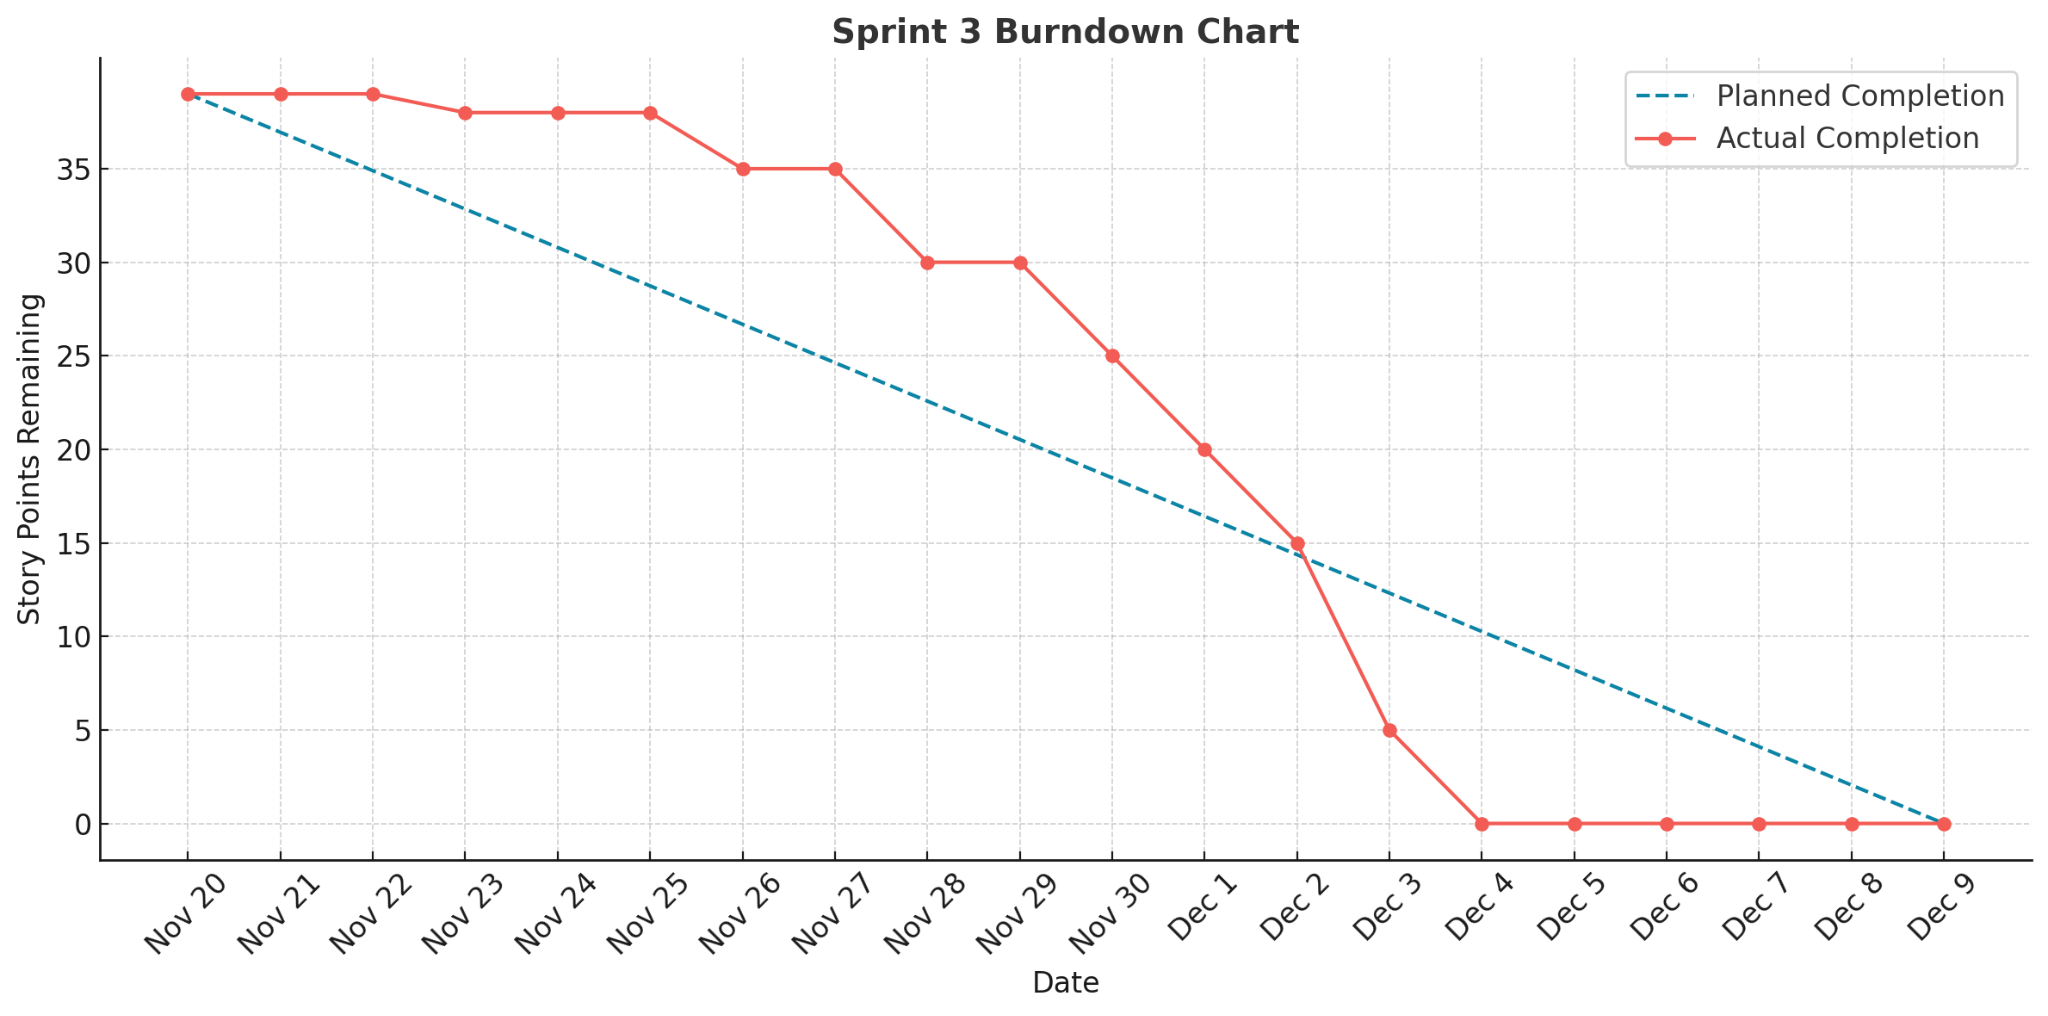 Sprint 3 Burndown Chart
Planned Completion
Actual Completion
Story Points Remaining
35
30
25
20
15
10
5
0
Nov 20
Nov 21
Nov 22
Nov 23
Nov 24
Nov 25
Nov 26
Nov 27
Nov 28
Nov 29
Nov 30
Dec 1
Dec 2
Dec 3
Dec 4
Dec 5
Dec 6
Dec 7
Dec 8
Dec 9
Date